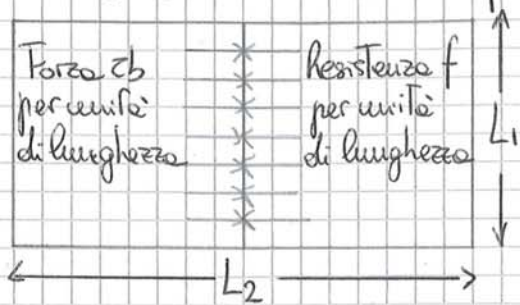 Forza τb
per unità
di lunghezza
Resistenza f
per unità
di lunghezza
L1
L2